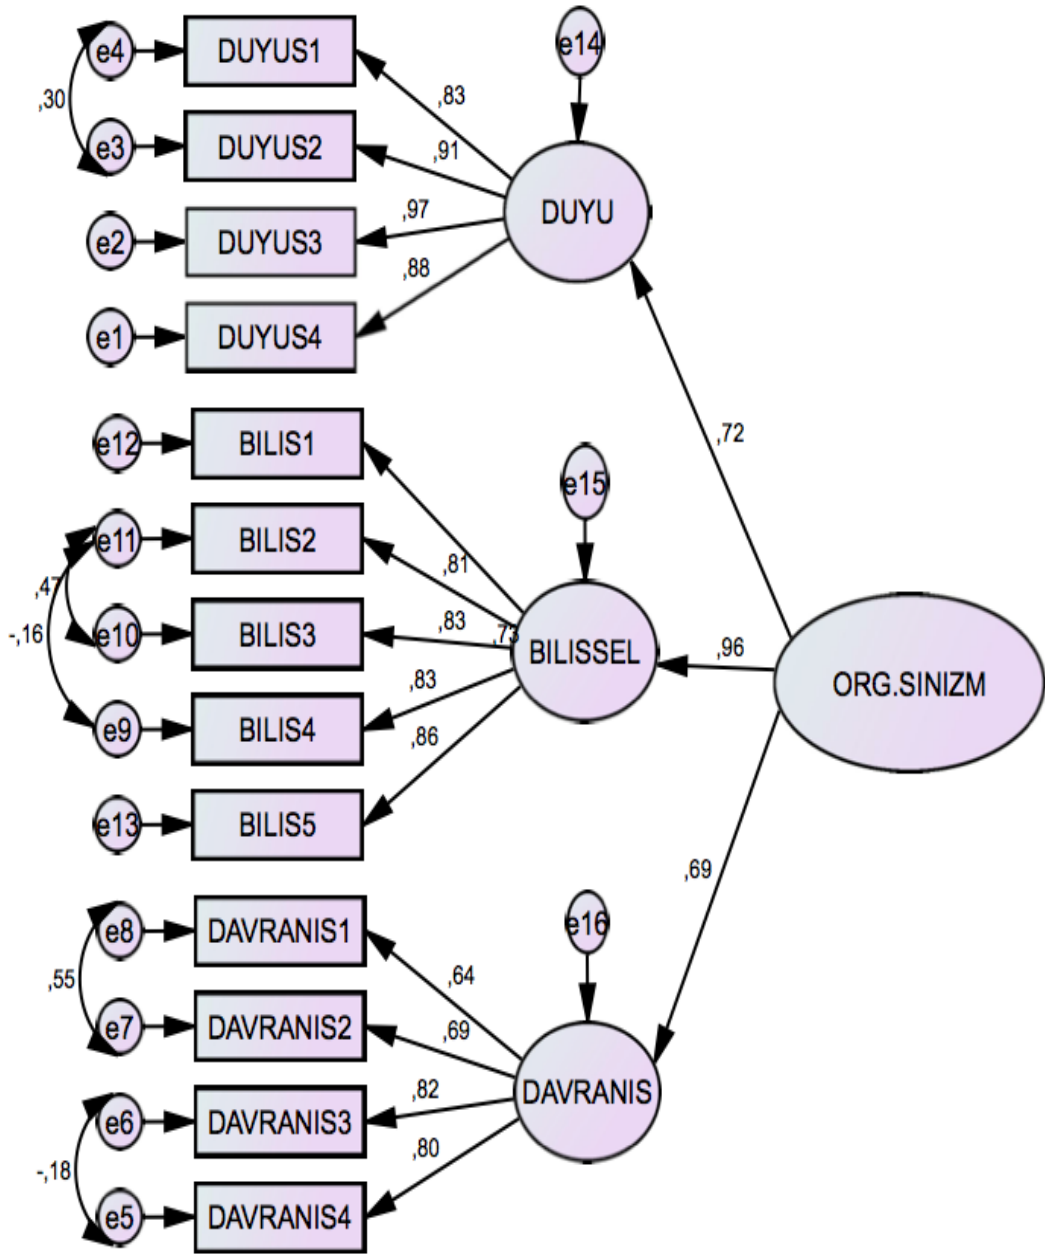 e4
DUYUS1
e14
,83
,30
e3
DUYUS2
,91
DUYU
e2
DUYUS3
,97
e1
DUYUS4
,88
,72
e12
BILIS1
e15
e11
BILIS2
,81
,47
-,16
e10
BILIS3
,83
,73
BILISSEL
,96
ORG.SINIZM
e9
BILIS4
,83
,86
e13
BILIS5
,69
e8
DAVRANIS1
e16
,55
,64
e7
DAVRANIS2
,69
e6
DAVRANIS3
,82
DAVRANIS
-,18
,80
e5
DAVRANIS4